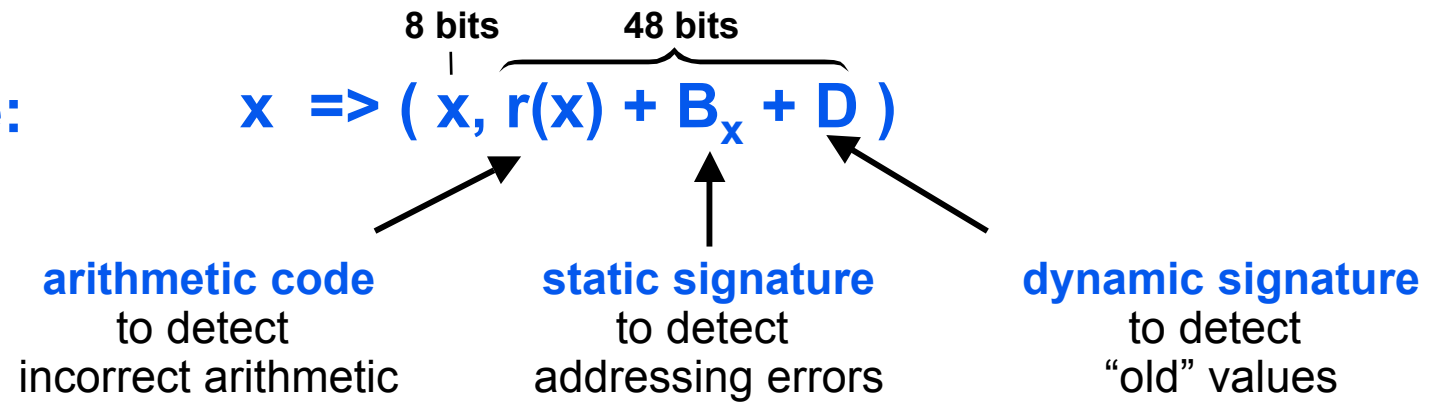 8 bits 48 bits
: x => ( x, r(x) + Bₓ + D )
arithmetic code static signature dynamic signature
to detect to detect to detect
incorrect arithmetic addressing errors “old” values